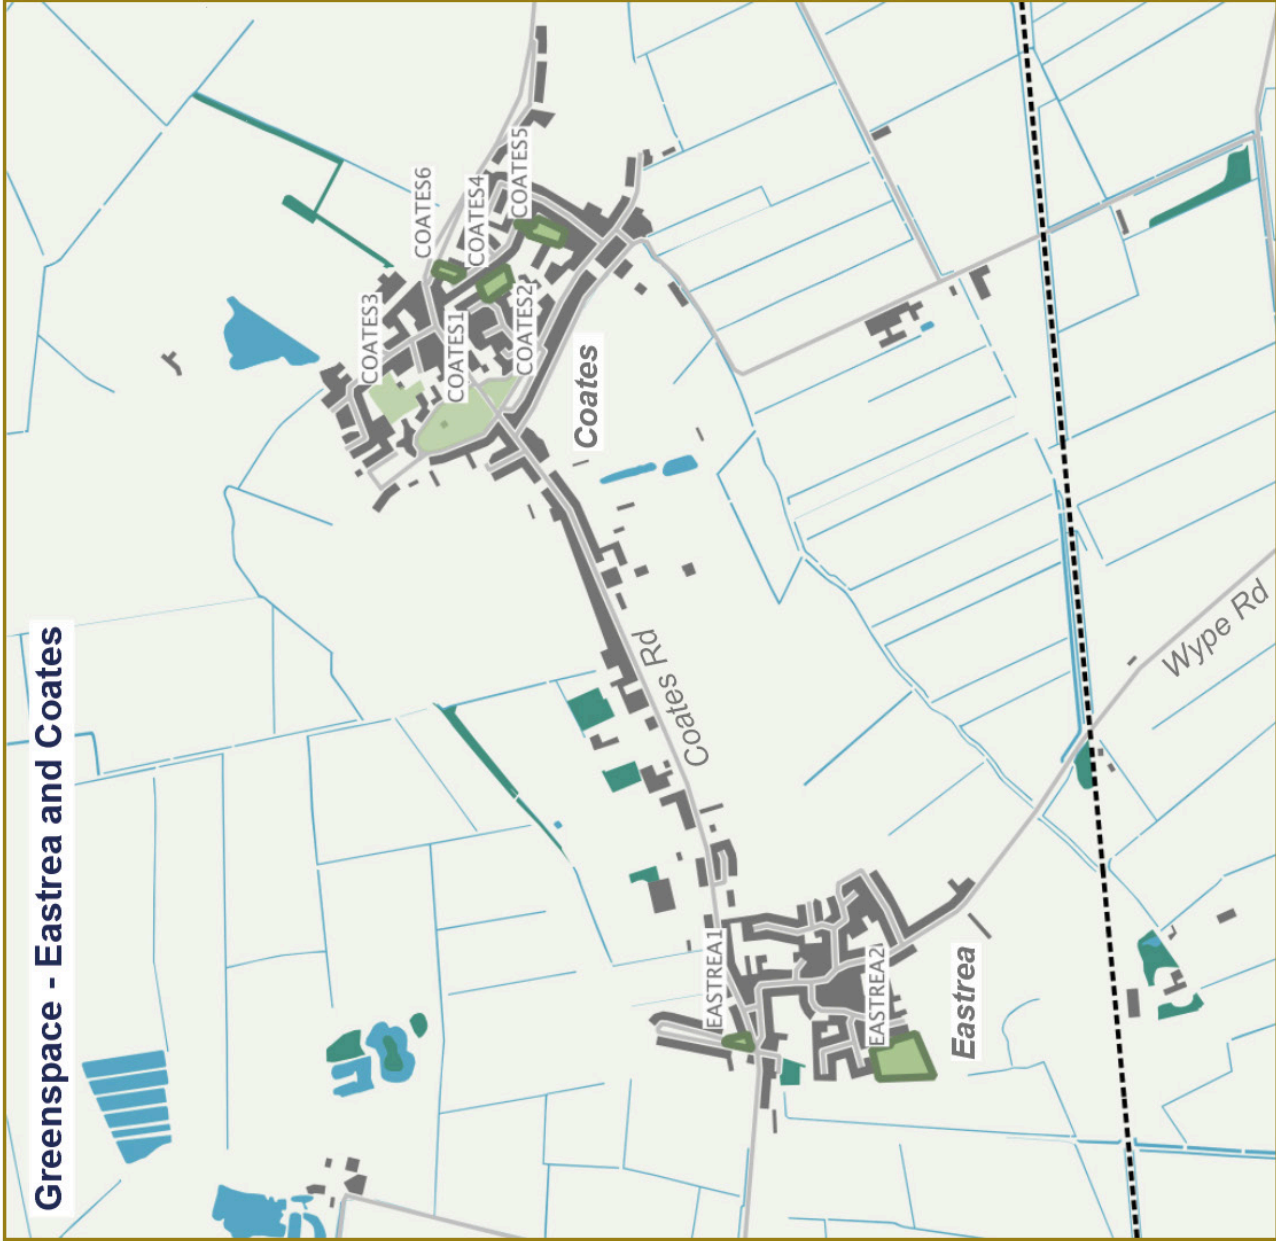 Greenspace - Eastrea and Coates
COATES6
COATES5
COATES4
COATES3
COATES2
COATES1
Coates
Coates Rd
Wype Rd
EASTREA1
EASTREA2
Eastrea